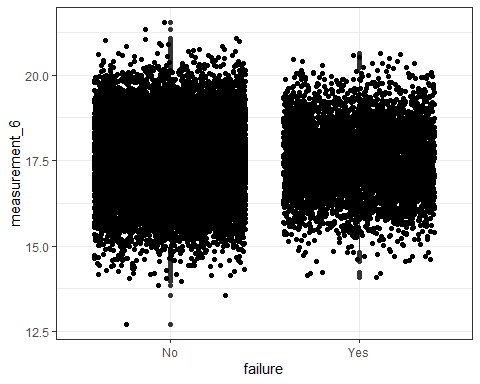 measurement_6
20.0
17.5
15.0
12.5
No
Yes
failure